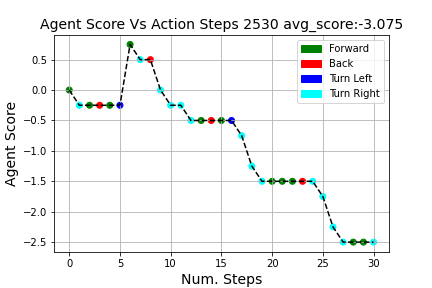 Agent Score Vs Action Steps 2530 avg_score:-3.075
Forward
Back
Turn Left
Turn Right
Agent Score
0.5
0.0
−0.5
−1.0
−1.5
−2.0
−2.5
0 5 10 15 20 25 30
Num. Steps